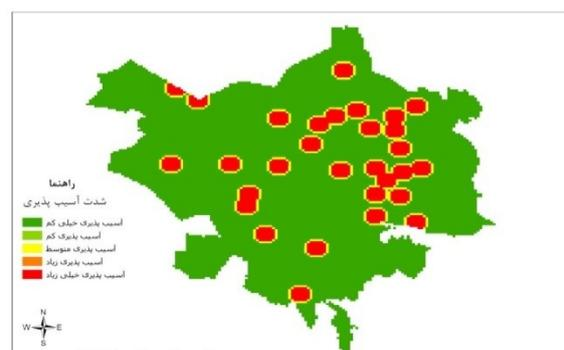 راهنما
شدت آسیب پذیری
آسیب پذیری خیلی کم
آسیب پذیری کم
آسیب پذیری متوسط
آسیب پذیری زیاد
آسیب پذیری خیلی زیاد
N
W E
S